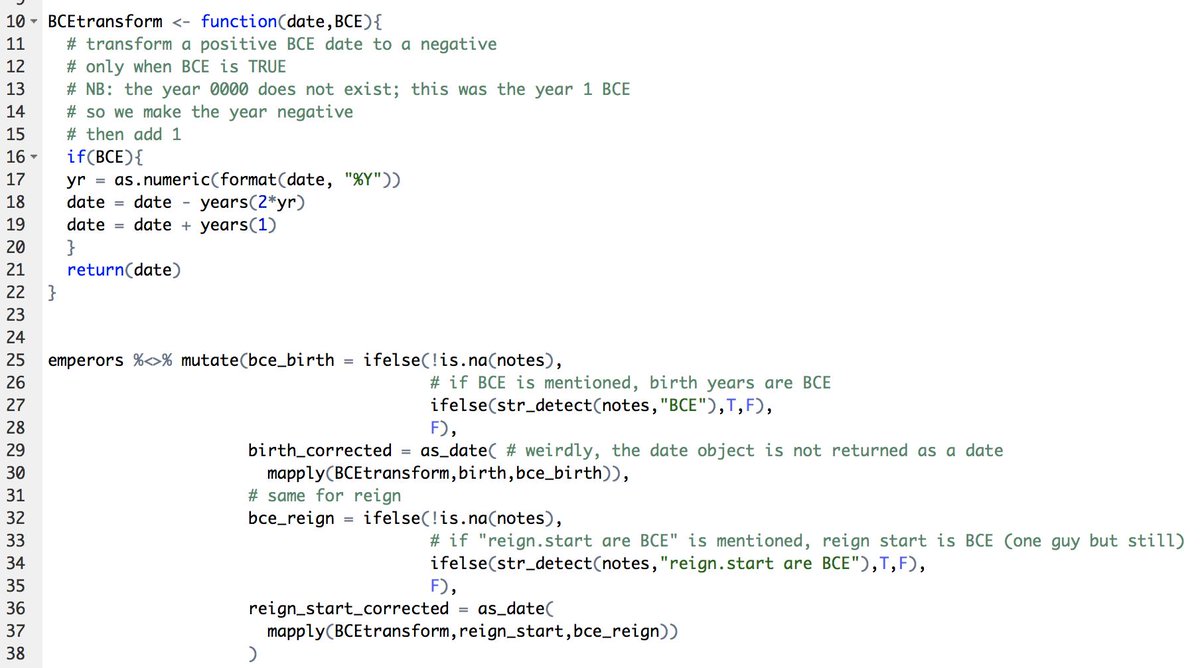 10 BCEtransform <- function(date,BCE){
11   # transform a positive BCE date to a negative
12   # only when BCE is TRUE
13   # NB: the year 0000 does not exist; this was the year 1 BCE
14   # so we make the year negative
15   # then add 1
16   if(BCE){
17   yr = as.numeric(format(date, "%Y"))
18   date = date - years(2*yr)
19   date = date + years(1)
20   }
21   return(date)
22 }
23
24
25 emperors %<>% mutate(bce_birth = ifelse(!is.na(notes),
26                                         # if BCE is mentioned, birth years are BCE
27                                         ifelse(str_detect(notes,"BCE"),T,F),
28                                         F),
29                      birth_corrected = as_date( # weirdly, the date object is not returned as a date
30                        mapply(BCEtransform,birth,bce_birth)),
31                      # same for reign
32                      bce_reign = ifelse(!is.na(notes),
33                                         # if "reign.start are BCE" is mentioned, reign start is BCE (one guy but still)
34                                         ifelse(str_detect(notes,"reign.start are BCE"),T,F),
35                                         F),
36                      reign_start_corrected = as_date(
37                        mapply(BCEtransform,reign_start,bce_reign))
38                      )